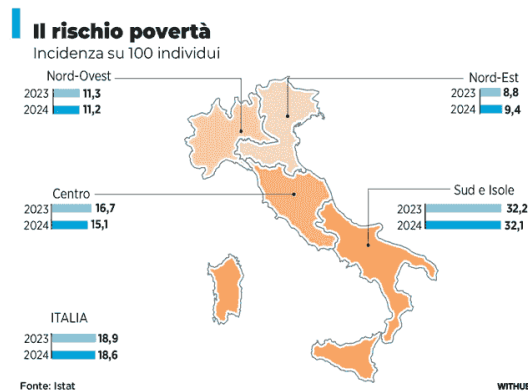 Il rischio povertà
Incidenza su 100 individui
Nord-Ovest
2023 11,3
2024 11,2
Nord-Est
2023 8,8
2024 9,4
Centro
2023 16,7
2024 15,1
Sud e Isole
2023 32,2
2024 32,1
ITALIA
2023 18,9
2024 18,6
Fonte: Istat
WITHUB